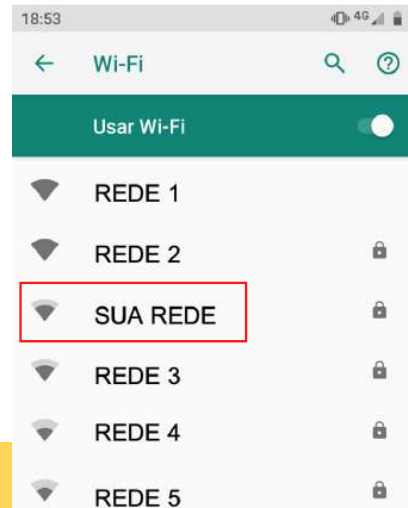 18:53 4G
Wi-Fi
Usar Wi-Fi
REDE 1
REDE 2
SUA REDE
REDE 3
REDE 4
REDE 5